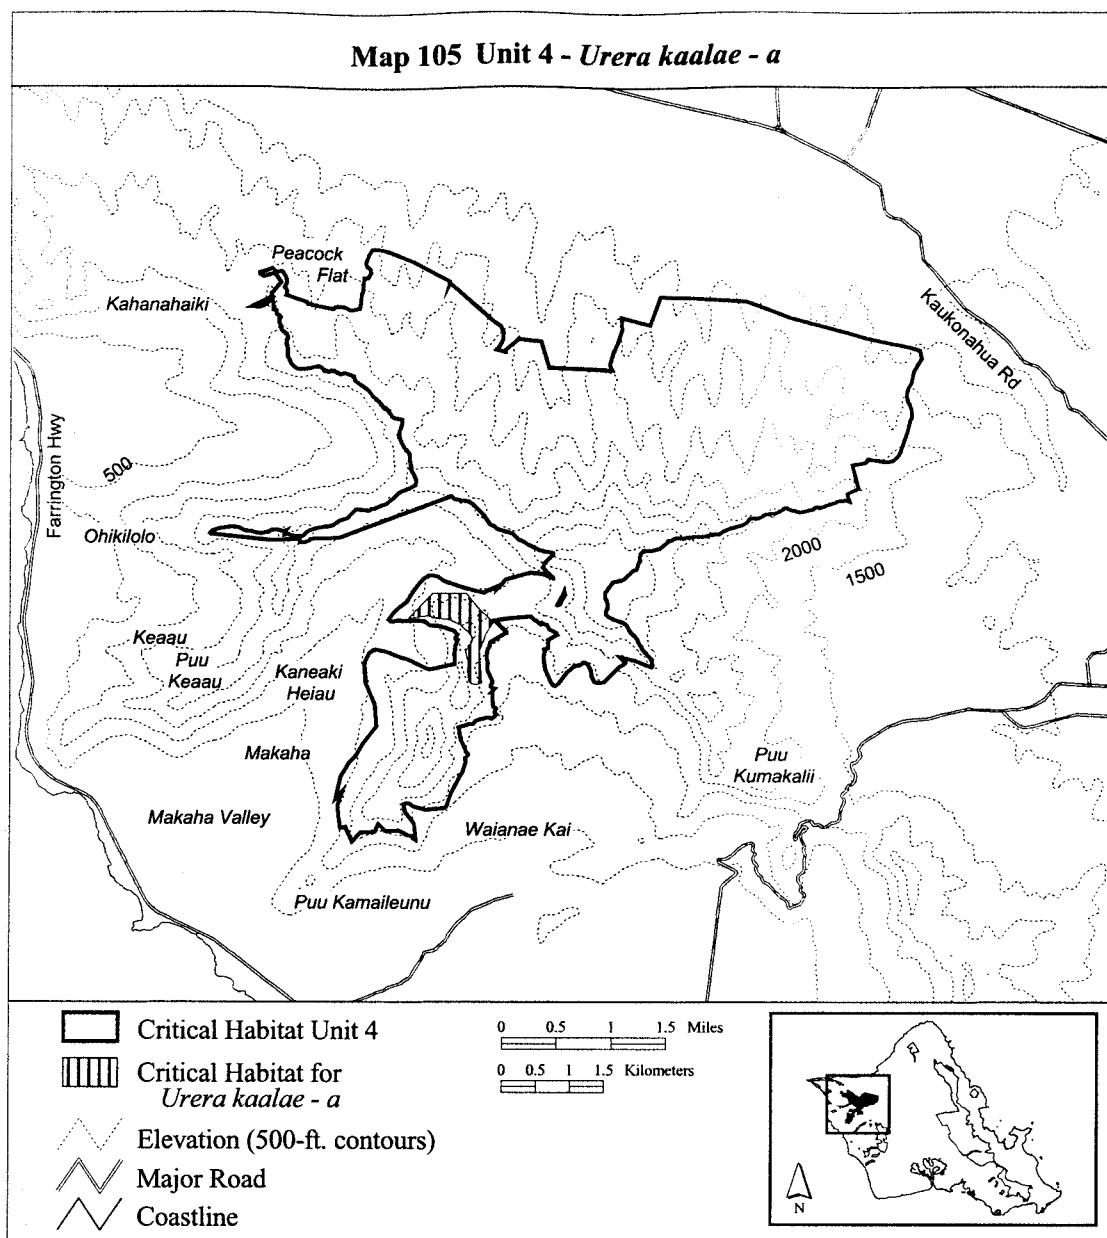 Map 105 Unit 4 - Urera kaalae - a
Peacock
Flat
Kahanahaiki
Kaukonahua Rd
Farrington Hwy
500
Ohikilolo
2000
1500
Keaau
Puu
Keaau
Kaneaki
Heiau
Makaha
Puu
Kumakalii
Makaha Valley
Waianae Kai
Puu Kamaileunu
Critical Habitat Unit 4
Critical Habitat for
Urera kaalae - a
Elevation (500-ft. contours)
Major Road
Coastline
0 0.5 1 1.5 Miles
0 0.5 1 1.5 Kilometers
N